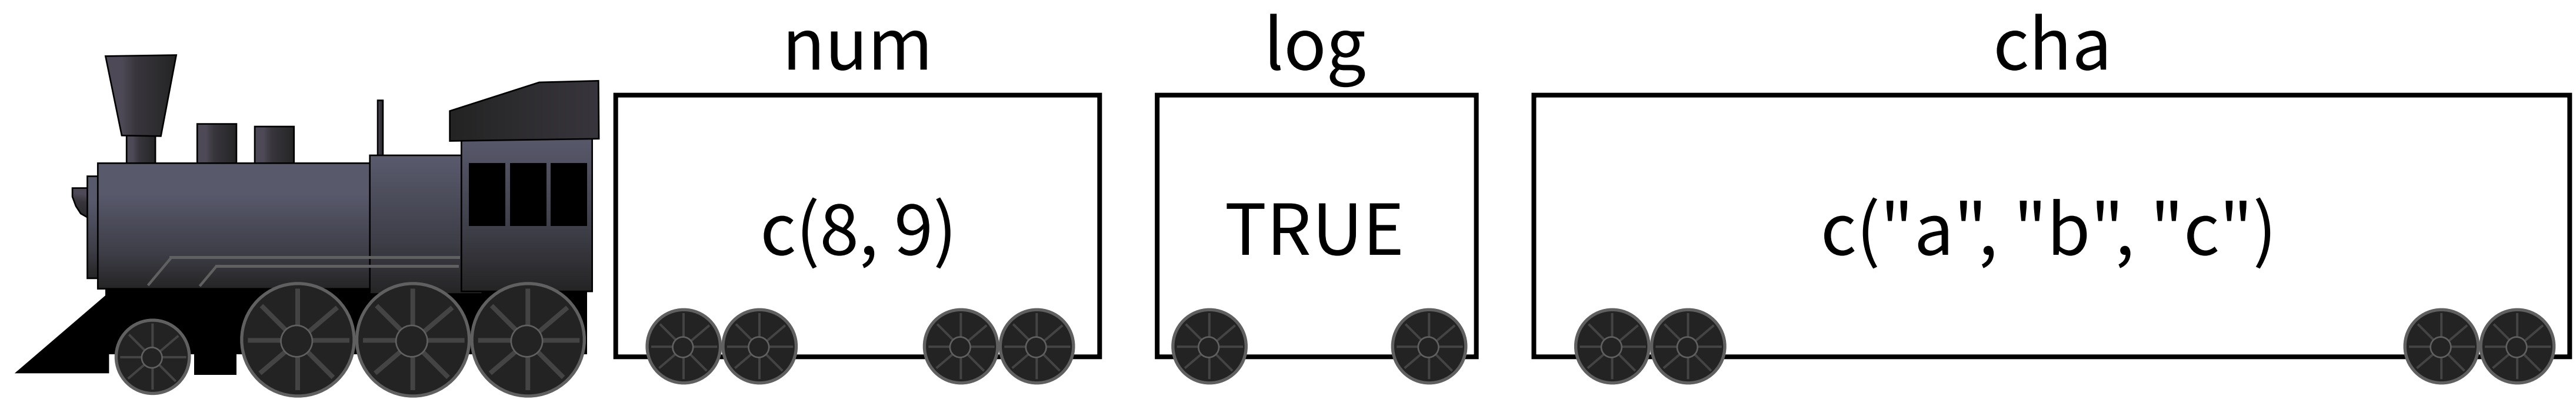 num
log
cha
c(8, 9)
TRUE
c("a", "b", "c")